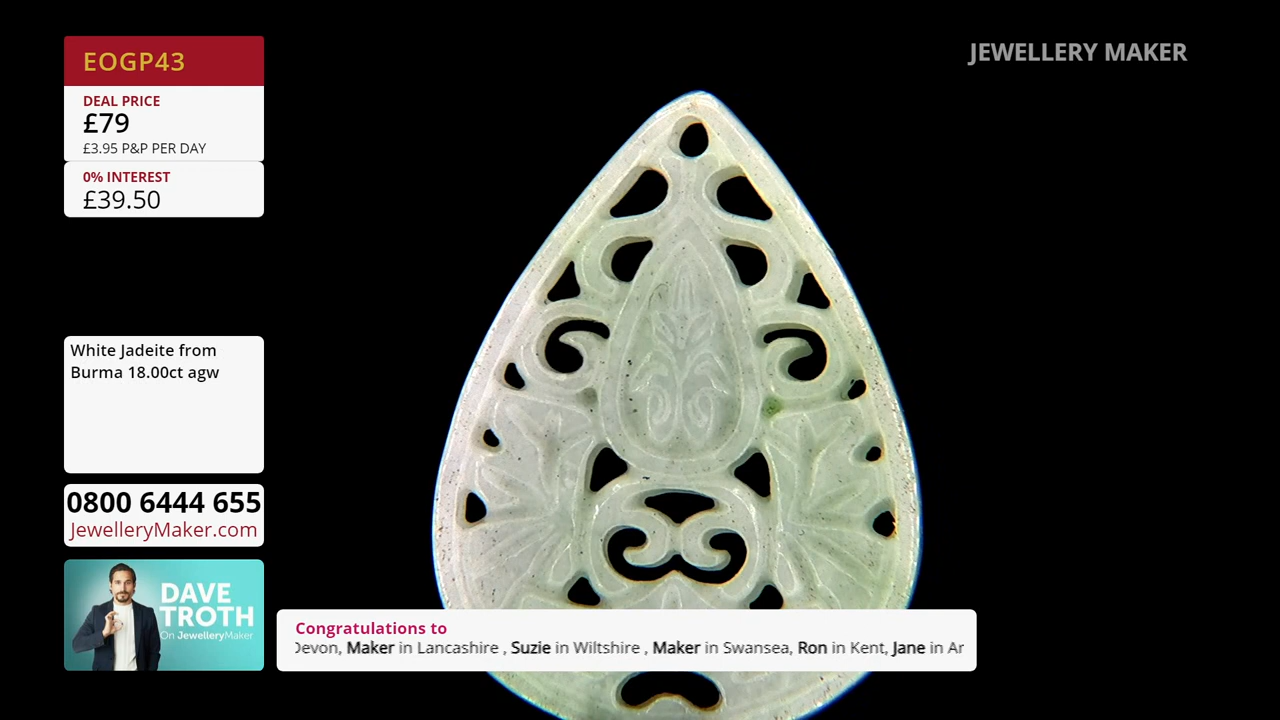 EOGP43
DEAL PRICE
£79
£3.95 P&P PER DAY
0% INTEREST
£39.50
White Jadeite from
Burma 18.00ct agw
0800 6444 655
JewelleryMaker.com
DAVE
TROTH
On JewelleryMaker
JEWELLERY MAKER
Congratulations to
Devon, Maker in Lancashire , Suzie in Wiltshire , Maker in Swansea, Ron in Kent, Jane in